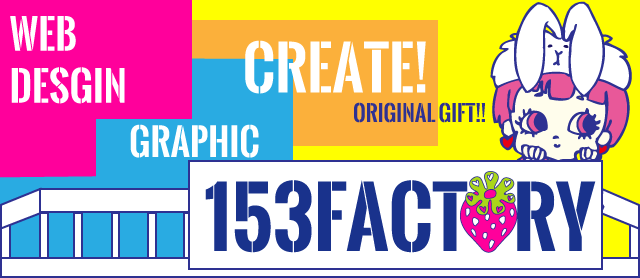 WEB
DESGIN
CREATE!
ORIGINAL GIFT!!
GRAPHIC
153FACTORY